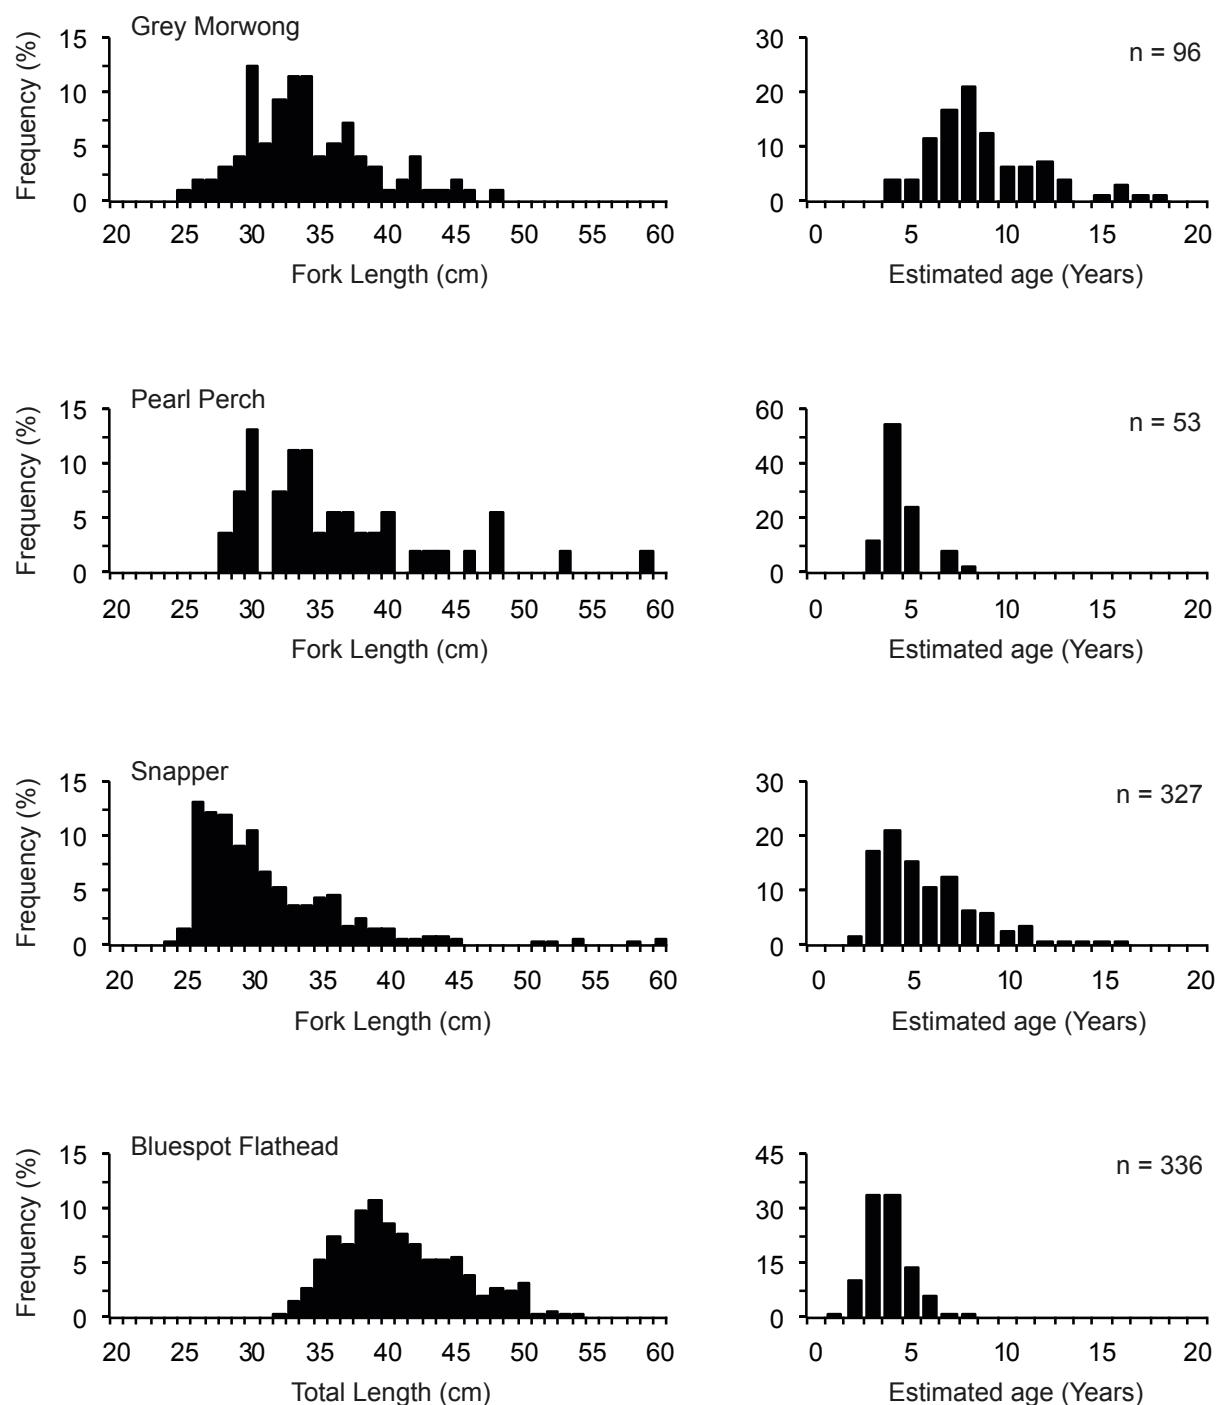 Grey Morwong
n = 96
Frequency (%)
15
10
5
0
20 25 30 35 40 45 50 55 60
Fork Length (cm)
30
20
10
0
0 5 10 15 20
Estimated age (Years)
Pearl Perch
n = 53
Frequency (%)
15
10
5
0
20 25 30 35 40 45 50 55 60
Fork Length (cm)
60
40
20
0
0 5 10 15 20
Estimated age (Years)
Snapper
n = 327
Frequency (%)
15
10
5
0
20 25 30 35 40 45 50 55 60
Fork Length (cm)
30
20
10
0
0 5 10 15 20
Estimated age (Years)
Bluespot Flathead
n = 336
Frequency (%)
15
10
5
0
20 25 30 35 40 45 50 55 60
Total Length (cm)
45
30
15
0
0 5 10 15 20
Estimated age (Years)